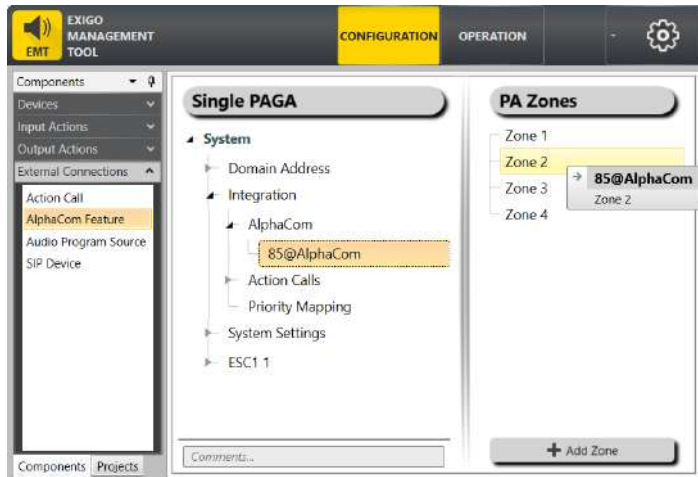 EXIGO
MANAGEMENT
TOOL
EMT
CONFIGURATION
OPERATION
-
Components
Devices
Input Actions
Output Actions
External Connections
Action Call
AlphaCom Feature
Audio Program Source
SIP Device
Components
Projects
Single PAGA
System
Domain Address
Integration
AlphaCom
85@AlphaCom
Action Calls
Priority Mapping
System Settings
ESC1 1
Comments...
PA Zones
Zone 1
Zone 2
Zone 3
Zone 4
85@AlphaCom
Zone 2
Add Zone